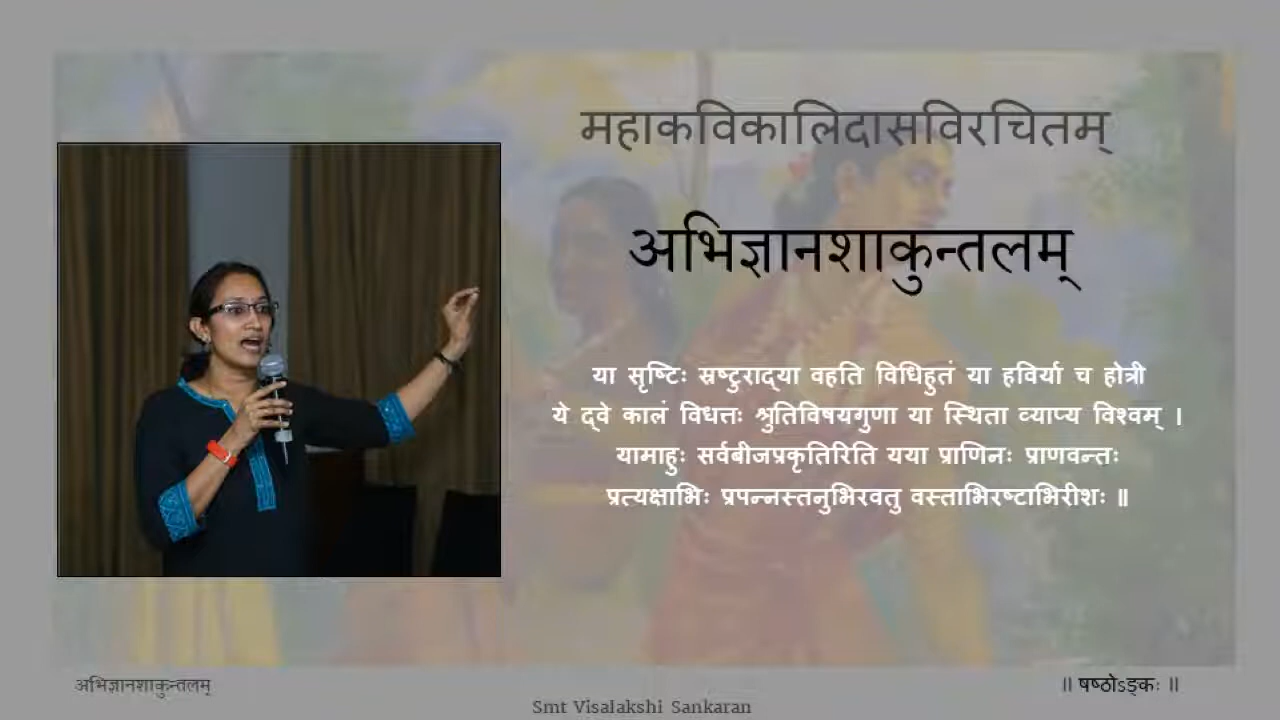 महाकविकालिदासविरचितम्
अभिज्ञानशाकुन्तलम्
या सृष्टिः स्रष्टुराद्या वहति विधिहुतं या हविर्या च होत्री
ये द्वे कालं विधत्तः श्रुतिविषयगुणा या स्थिता व्याप्य विश्वम् ।
यामाहुः सर्वबीजप्रकृतिरिति यया प्राणिनः प्राणवन्तः
प्रत्यक्षाभिः प्रपन्नस्तनुभिरवतु वस्ताभिरष्टाभिरीशः ॥
अभिज्ञानशाकुन्तलम्
॥ षष्ठोऽङ्कः ॥
Smt Visalakshi Sankaran